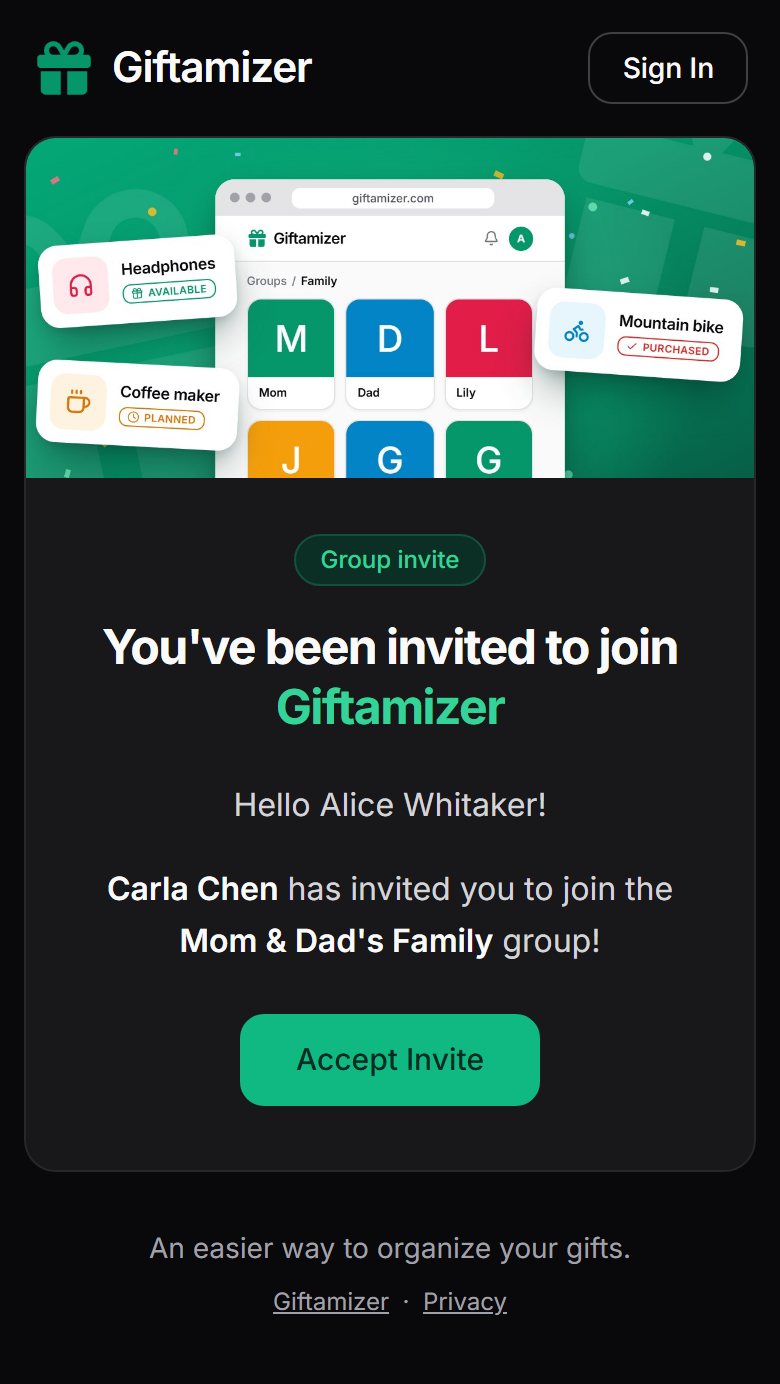 Giftamizer
Sign In
giftamizer.com
Giftamizer
A
Groups / Family
Headphones
AVAILABLE
Coffee maker
PLANNED
M
D
L
Mom
Dad
Lily
J
G
G
Mountain bike
PURCHASED
Group invite
You've been invited to join
Giftamizer
Hello Alice Whitaker!
Carla Chen has invited you to join the
Mom & Dad's Family group!
Accept Invite
An easier way to organize your gifts.
Giftamizer · Privacy